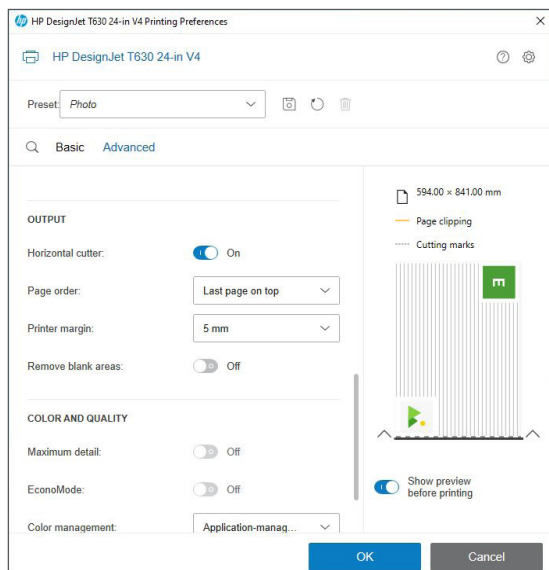 HP DesignJet T630 24-in V4 Printing Preferences
HP DesignJet T630 24-in V4
Preset: Photo
Basic Advanced
594.00 × 841.00 mm
Page clipping
Cutting marks
OUTPUT
Horizontal cutter: On
Page order: Last page on top
Printer margin: 5 mm
Remove blank areas: Off
COLOR AND QUALITY
Maximum detail: Off
EconoMode: Off
Color management: Application-manag...
E
Show preview
before printing
OK Cancel